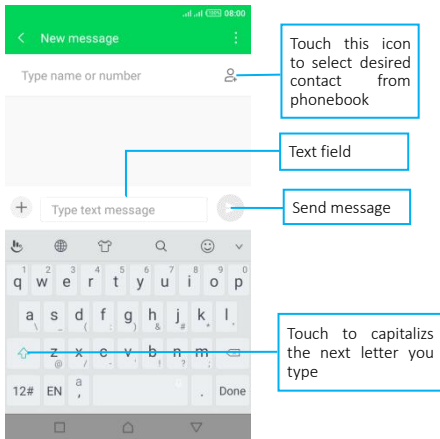 100% 08:00
New message
Type name or number
Touch this icon
to select desired
contact from
phonebook
Text field
Type text message
Send message
1 2 3 4 5 6 7 8 9 0
q w e r t y u i o p
a s d f g h j k l
\ _ ( : ) & # * "
z x c v b n m
@ / - ' ! ? ;
Touch to capitalizs
the next letter you
type
12# EN a , . Done